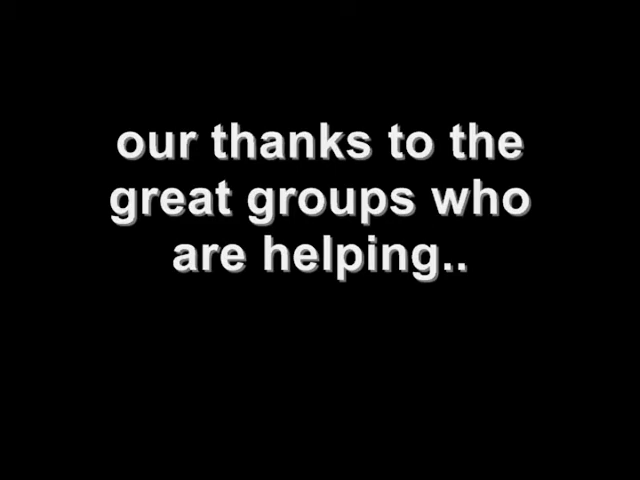 our thanks to the
great groups who
are helping..